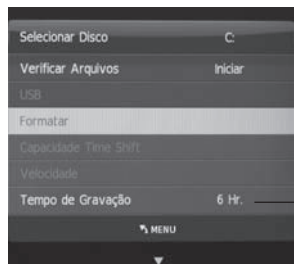 Selecionar Disco C:
Verificar Arquivos Iniciar
USB
Formatar
Capacidade Time Shift
Velocidade
Tempo de Gravação 6 Hr.
MENU